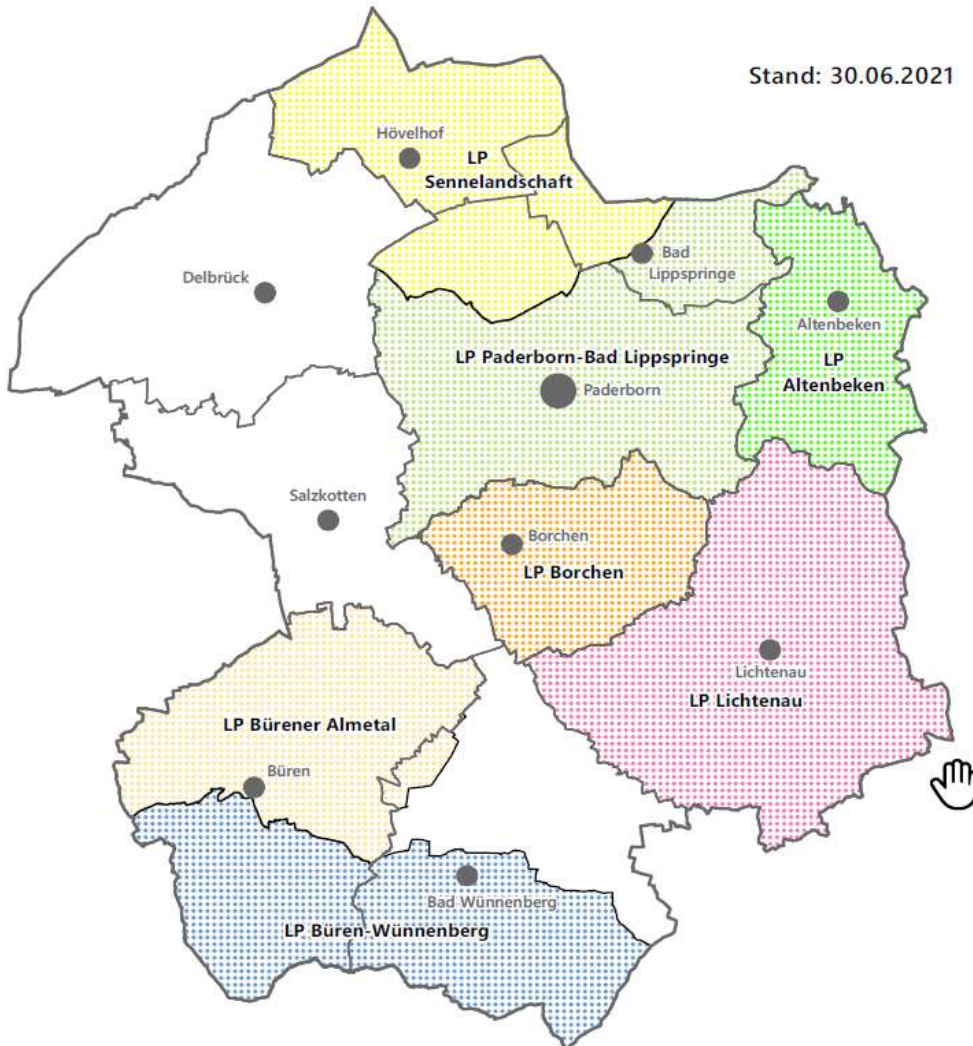 Stand: 30.06.2021
Hövelhof
LP
Sennelandschaft
Bad
Lippspringe
Delbrück
Altenbeken
LP
Altenbeken
LP Paderborn-Bad Lippspringe
Paderborn
Salzkotten
Borchen
LP Borchen
Lichtenau
LP Lichtenau
LP Bürener Almetal
Büren
Bad Wünnenberg
LP Büren-Wünnenberg